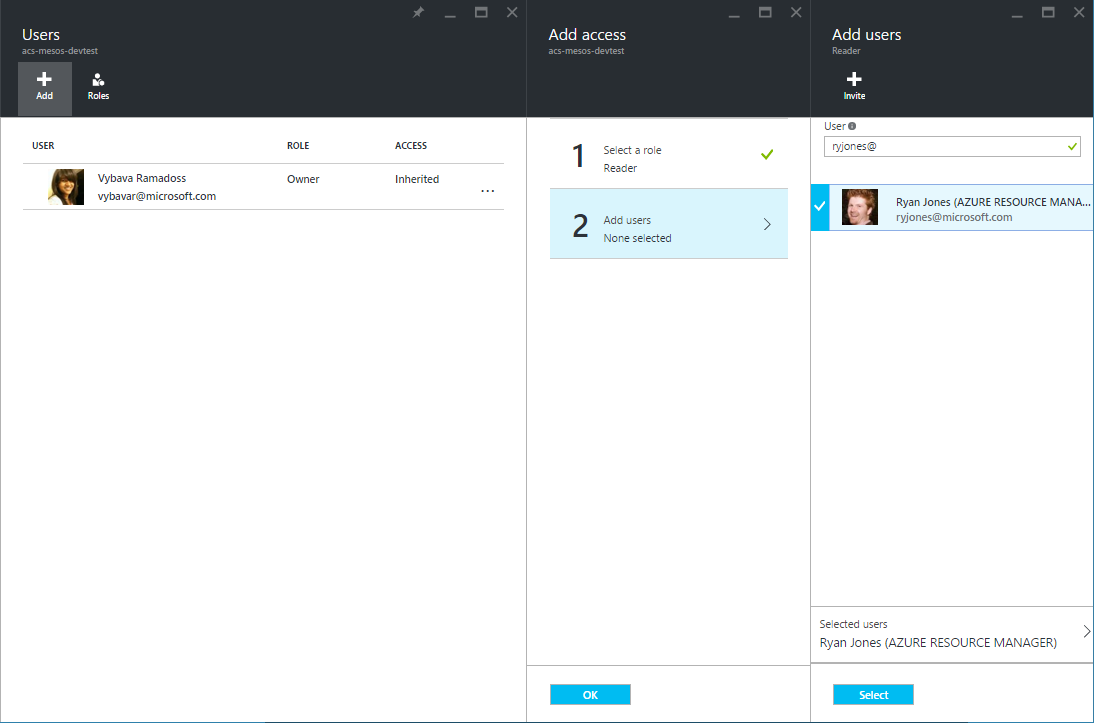 Users
acs-mesos-devtest
Add
Roles
USER
ROLE
ACCESS
Vybava Ramadoss
vybavar@microsoft.com
Owner
Inherited
...
Add access
acs-mesos-devtest
1
Select a role
Reader
2
Add users
None selected
OK
Add users
Reader
Invite
User
ryjones@
Ryan Jones (AZURE RESOURCE MANA...
ryjones@microsoft.com
Selected users
Ryan Jones (AZURE RESOURCE MANAGER)
Select